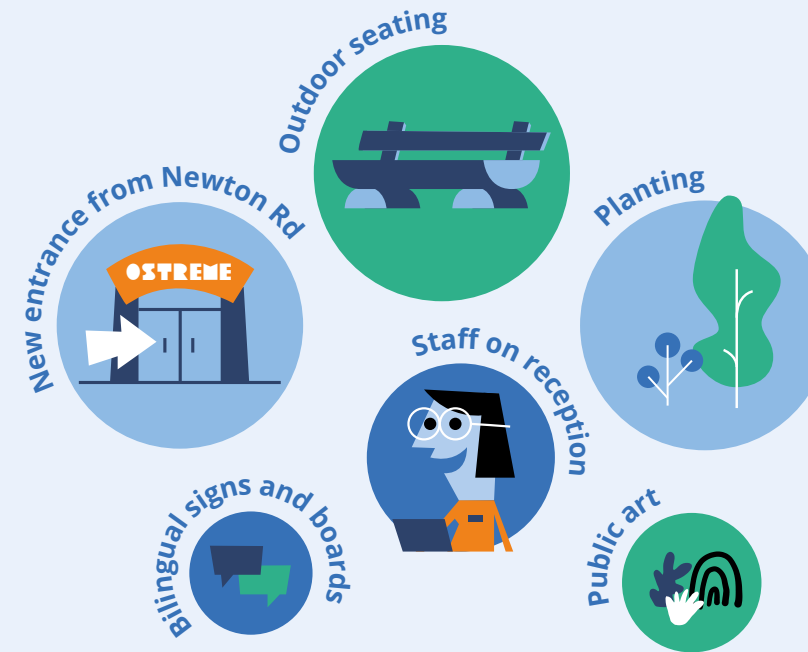 Outdoor seating
New entrance from Newton Rd
OSTREME
Planting
Staff on reception
Bilingual signs and boards
Public art